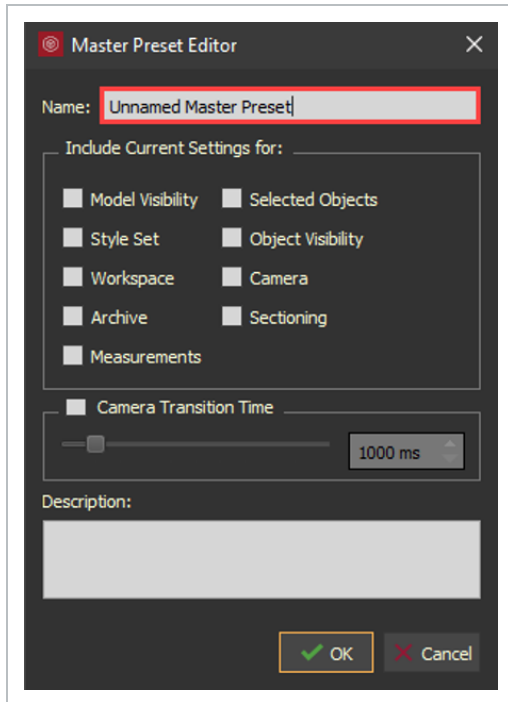 Master Preset Editor
Name: Unnamed Master Preset
Include Current Settings for:
Model Visibility Selected Objects
Style Set Object Visibility
Workspace Camera
Archive Sectioning
Measurements
Camera Transition Time
1000 ms
Description:
OK Cancel